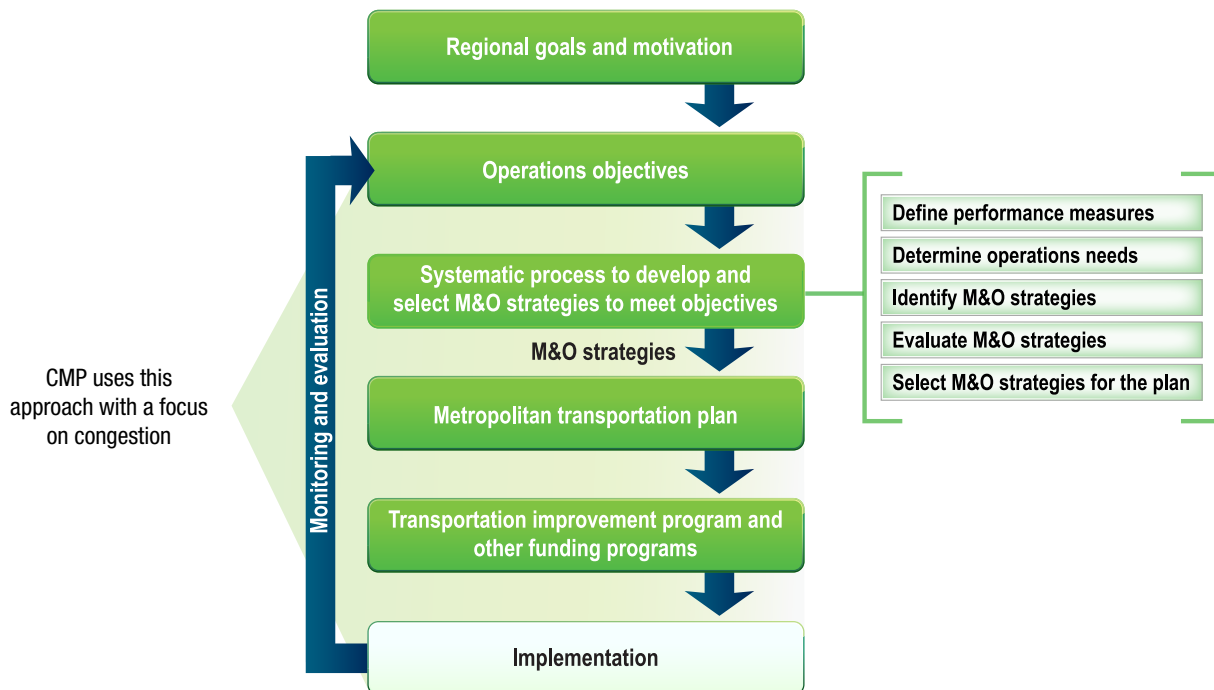 Regional goals and motivation
Operations objectives
Systematic process to develop and
select M&O strategies to meet objectives
Define performance measures
Determine operations needs
Identify M&O strategies
Evaluate M&O strategies
Select M&O strategies for the plan
M&O strategies
Metropolitan transportation plan
Transportation improvement program and
other funding programs
Implementation
Monitoring and evaluation
CMP uses this
approach with a focus
on congestion